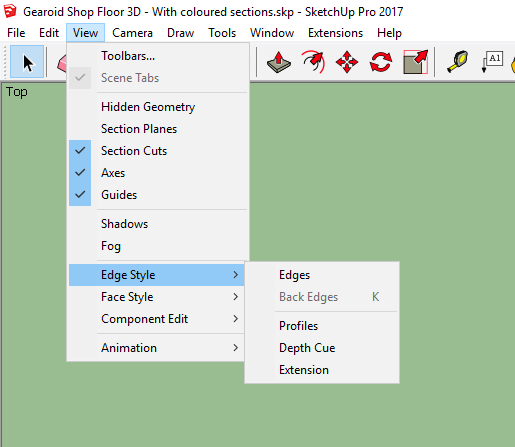 Gearoid Shop Floor 3D - With coloured sections.skp - SketchUp Pro 2017
File Edit View Camera Draw Tools Window Extensions Help
A1
Top
Toolbars...
Scene Tabs
Hidden Geometry
Section Planes
Section Cuts
Axes
Guides
Shadows
Fog
Edge Style
Face Style
Component Edit
Animation
Edges
Back Edges K
Profiles
Depth Cue
Extension